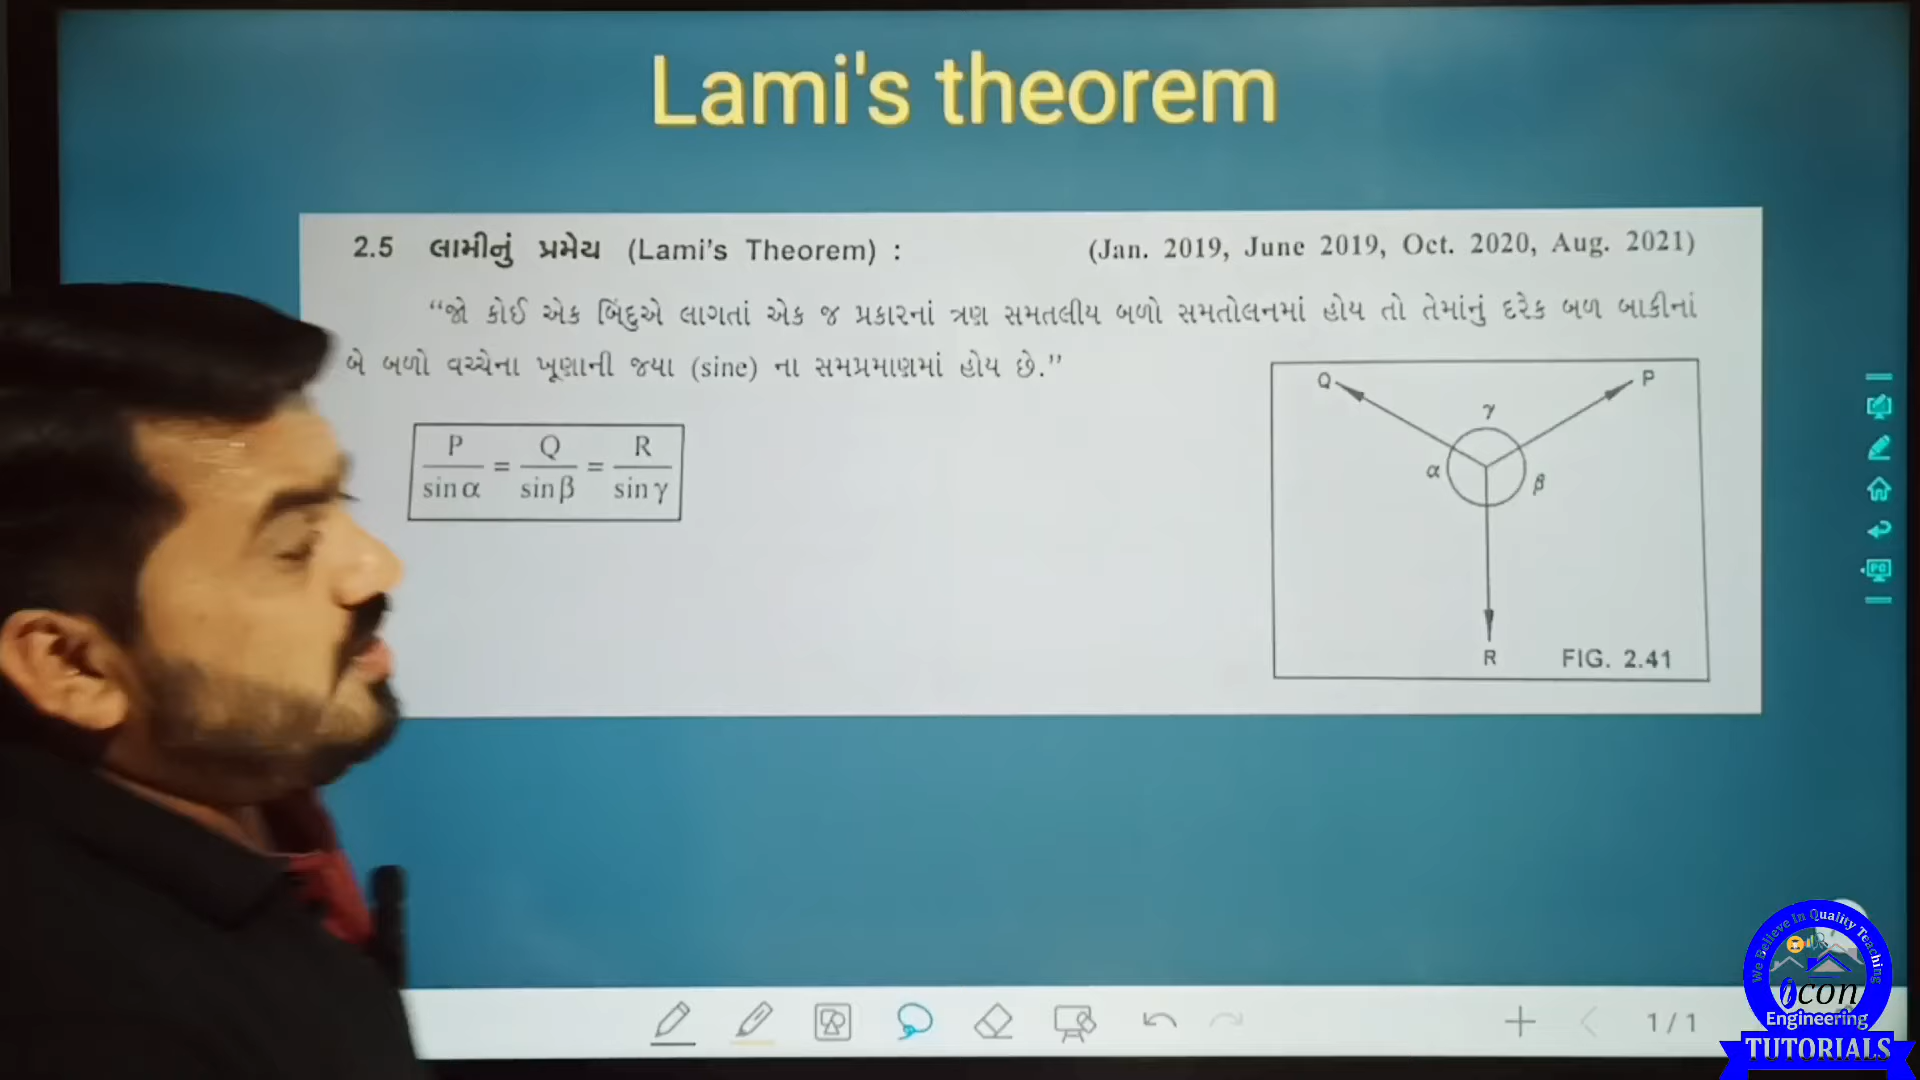 Lami's theorem
2.5 લામીનું પ્રમેય (Lami's Theorem) : (Jan. 2019, June 2019, Oct. 2020, Aug. 2021)
“જો કોઈ એક બિંદુએ લાગતાં એક જ પ્રકારનાં ત્રણ સમતલીય બળો સમતોલનમાં હોય તો તેમાંનું દરેક બળ બાકીનાં
બે બળો વચ્ચેના ખૂણાની જયા (sine) ના સમપ્રમાણમાં હોય છે.”
P/sin α = Q/sin β = R/sin γ
Q P
γ
α β
R FIG. 2.41
PC
1 / 1
We Believe In Quality Teaching
icon
Engineering
TUTORIALS